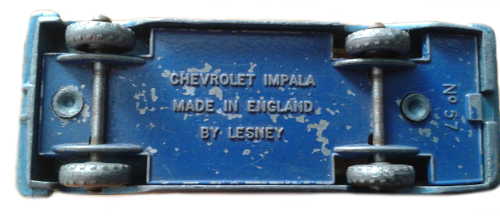 CHEVROLET IMPALA
MADE IN ENGLAND
BY LESNEY
No 57